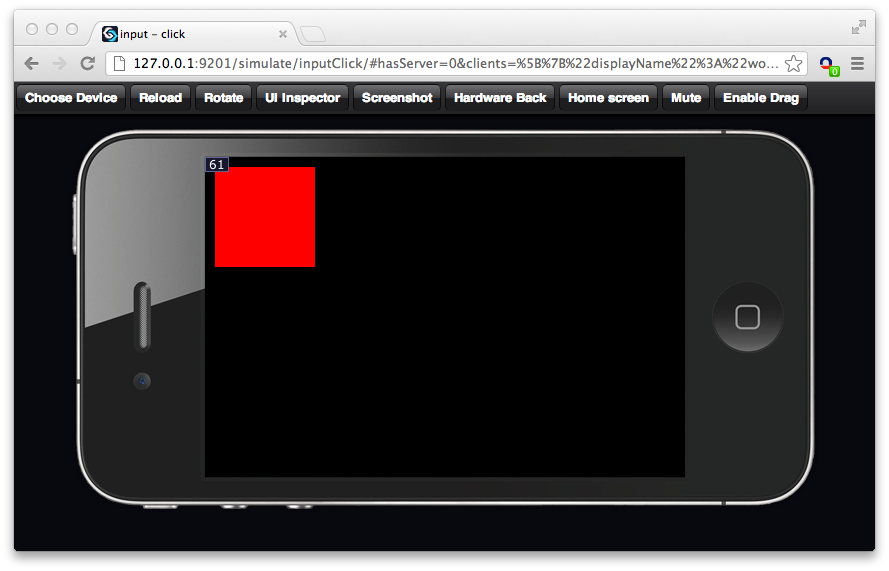 input - click
127.0.0.1:9201/simulate/inputClick/#hasServer=0&clients=%5B%7B%22displayName%22%3A%22wo...
0
Choose Device Reload Rotate UI Inspector Screenshot Hardware Back Home screen Mute Enable Drag
61